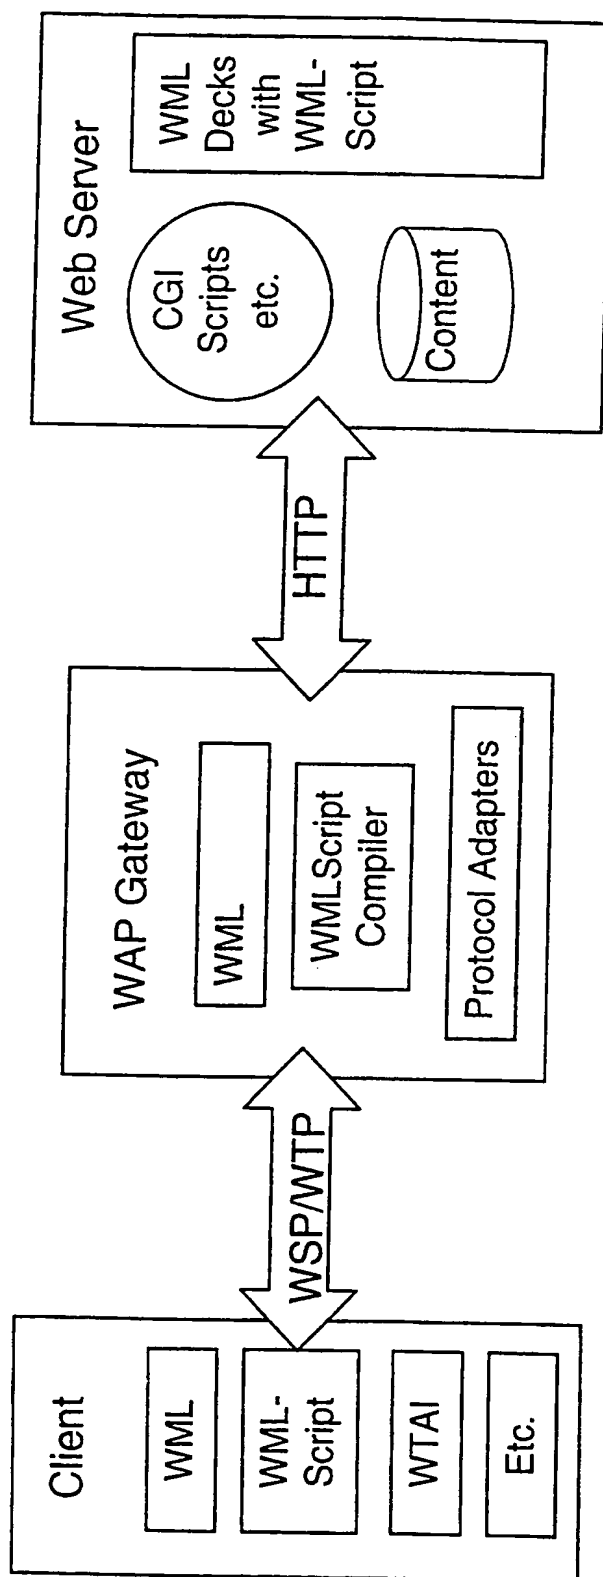 Client
WML
WML-
Script
WTAI
Etc.
WSP/WTP
WAP Gateway
WML
WMLScript
Compiler
Protocol Adapters
HTTP
Web Server
CGI
Scripts
etc.
WML
Decks
with
WML-
Script
Content